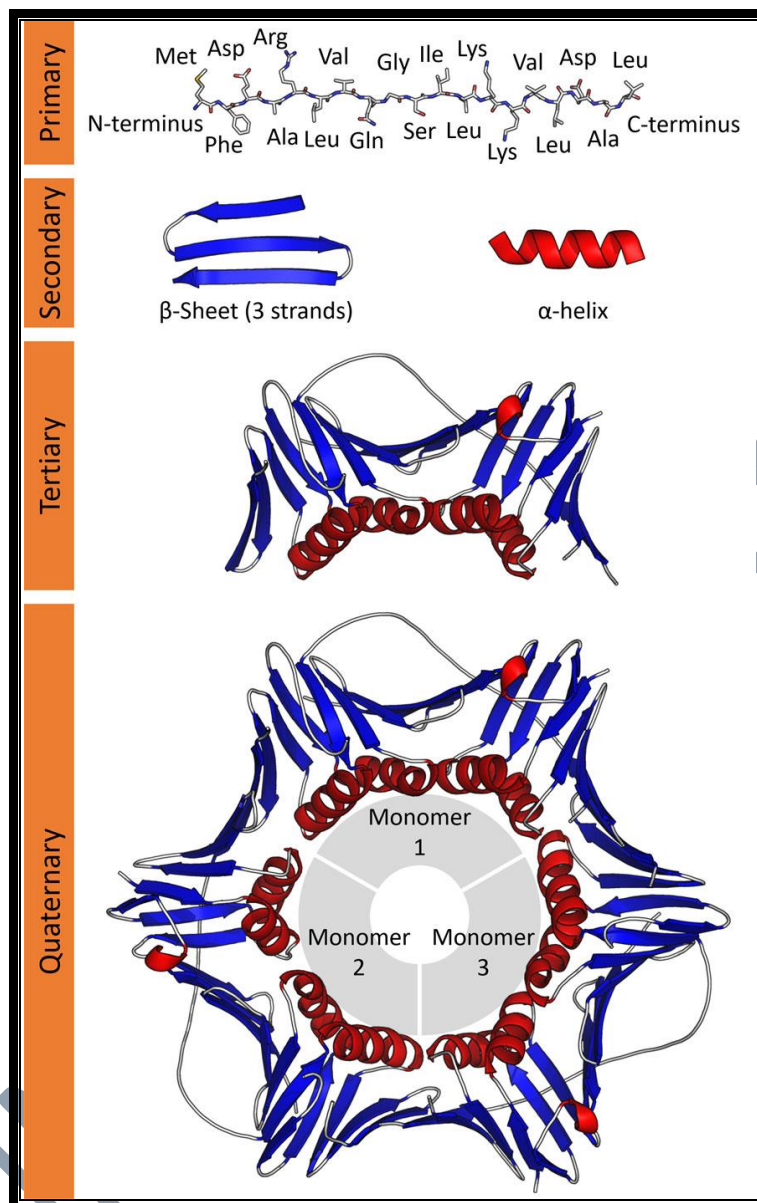 Primary
Met Asp Arg Val Gly Ile Lys Val Asp Leu
N-terminus C-terminus
Phe Ala Leu Gln Ser Leu Lys Leu Ala
Secondary
β-Sheet (3 strands) α-helix
Tertiary
Quaternary
Monomer
1
Monomer Monomer
2 3